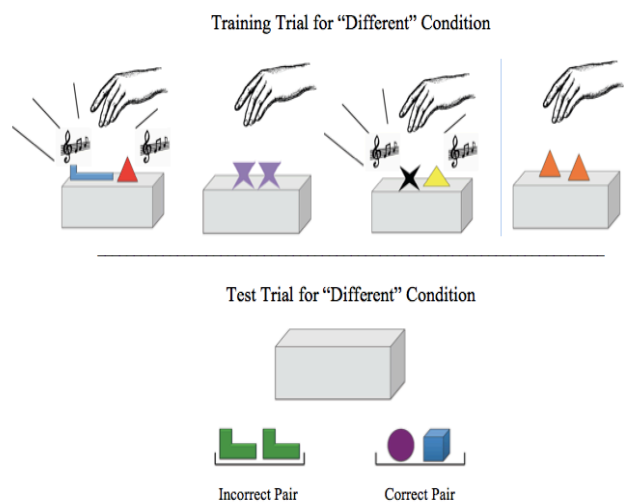 Training Trial for “Different” Condition
Test Trial for “Different” Condition
Incorrect Pair
Correct Pair